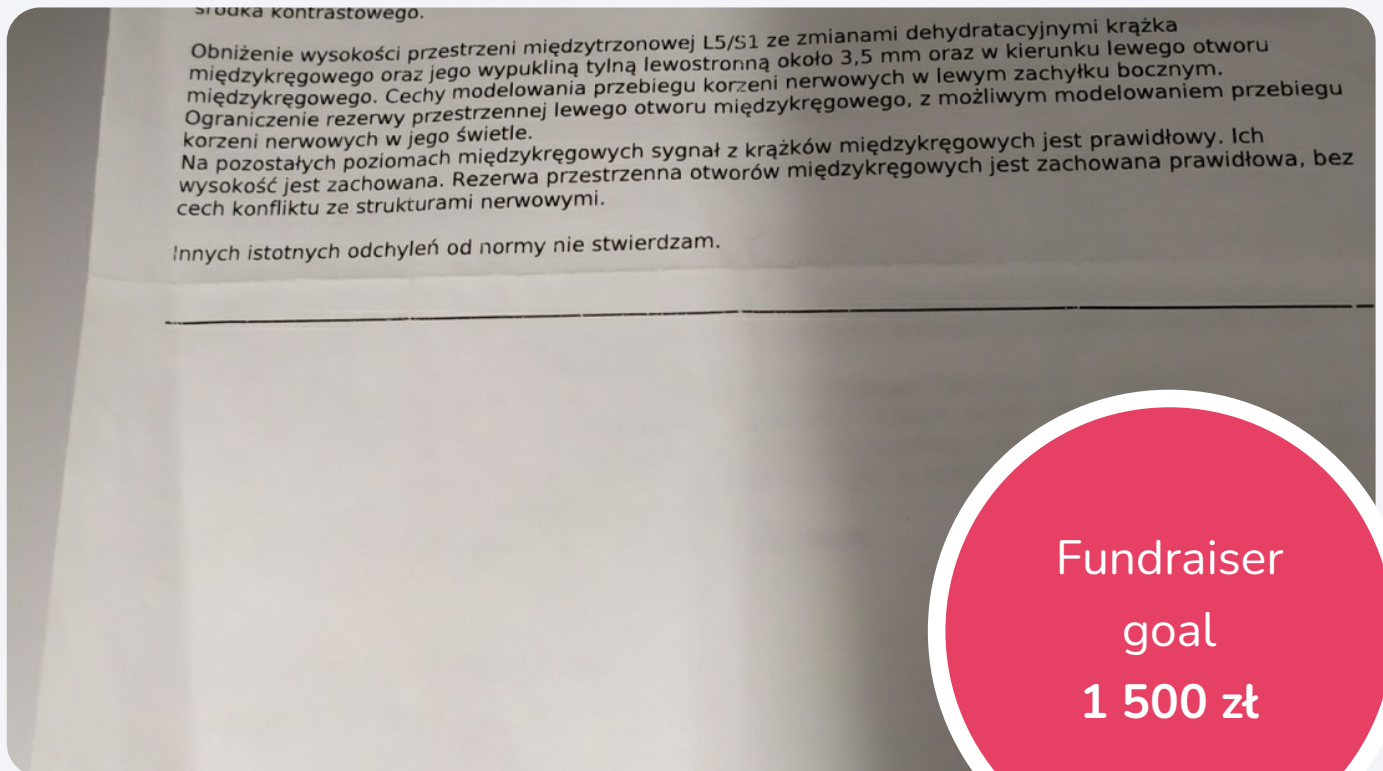 środka kontrastowego.
Obniżenie wysokości przestrzeni międzytrzonowej L5/S1 ze zmianami dehydratacyjnymi krążka
międzykręgowego oraz jego wypukliną tylną lewostronną około 3,5 mm oraz w kierunku lewego otworu
międzykręgowego. Cechy modelowania przebiegu korzeni nerwowych w lewym zachyłku bocznym.
Ograniczenie rezerwy przestrzennej lewego otworu międzykręgowego, z możliwym modelowaniem przebiegu
korzeni nerwowych w jego świetle.
Na pozostałych poziomach międzykręgowych sygnał z krążków międzykręgowych jest prawidłowy. Ich
wysokość jest zachowana. Rezerwa przestrzenna otworów międzykręgowych jest zachowana prawidłowa, bez
cech konfliktu ze strukturami nerwowymi.
Innych istotnych odchyleń od normy nie stwierdzam.
Fundraiser
goal
1 500 zł